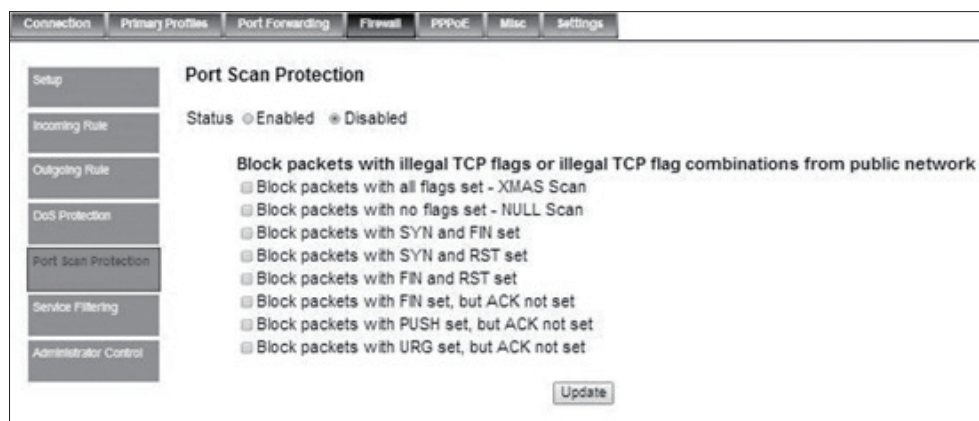 Connection Primary Profiles Port Forwarding Firewall PPPoE Misc Settings
Setup
Incoming Rule
Outgoing Rule
DoS Protection
Port Scan Protection
Service Filtering
Administrator Control
Port Scan Protection
Status Enabled Disabled
Block packets with illegal TCP flags or illegal TCP flag combinations from public network
Block packets with all flags set - XMAS Scan
Block packets with no flags set - NULL Scan
Block packets with SYN and FIN set
Block packets with SYN and RST set
Block packets with FIN and RST set
Block packets with FIN set, but ACK not set
Block packets with PUSH set, but ACK not set
Block packets with URG set, but ACK not set
Update